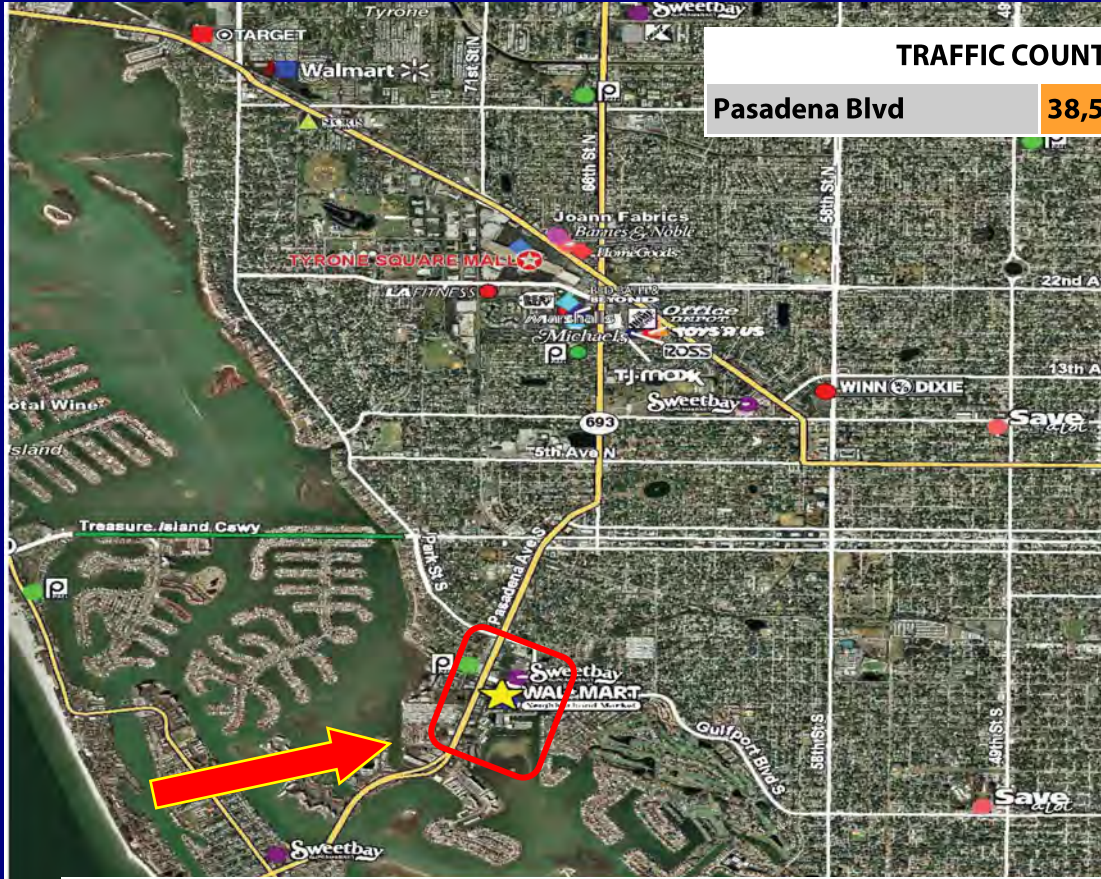 Tyrone
Sweetbay
TARGET
K
TRAFFIC COUNT
Walmart
71st St N
P
Pasadena Blvd
38,5
SPORTS
P
68th St N
58th St N
Joann Fabrics
Barnes & Noble
HomeGoods
TYRONE SQUARE MALL
22nd A
LA FITNESS
BED BATH &
BEYOND
Office
DEPOT
Marshalls
TOYS R US
Michaels
P
ROSS
13th A
T.J.maxx
WINN DIXIE
Sweetbay
otal Wine
Save
a lot
693
sland
5th Ave N
Treasure Island Cswy
Park St S
Pasadena Ave S
P
P
Sweetbay
WALMART
Neighborhood Market
Gulfport Blvd S
58th St S
49th St S
Save
a lot
Sweetbay